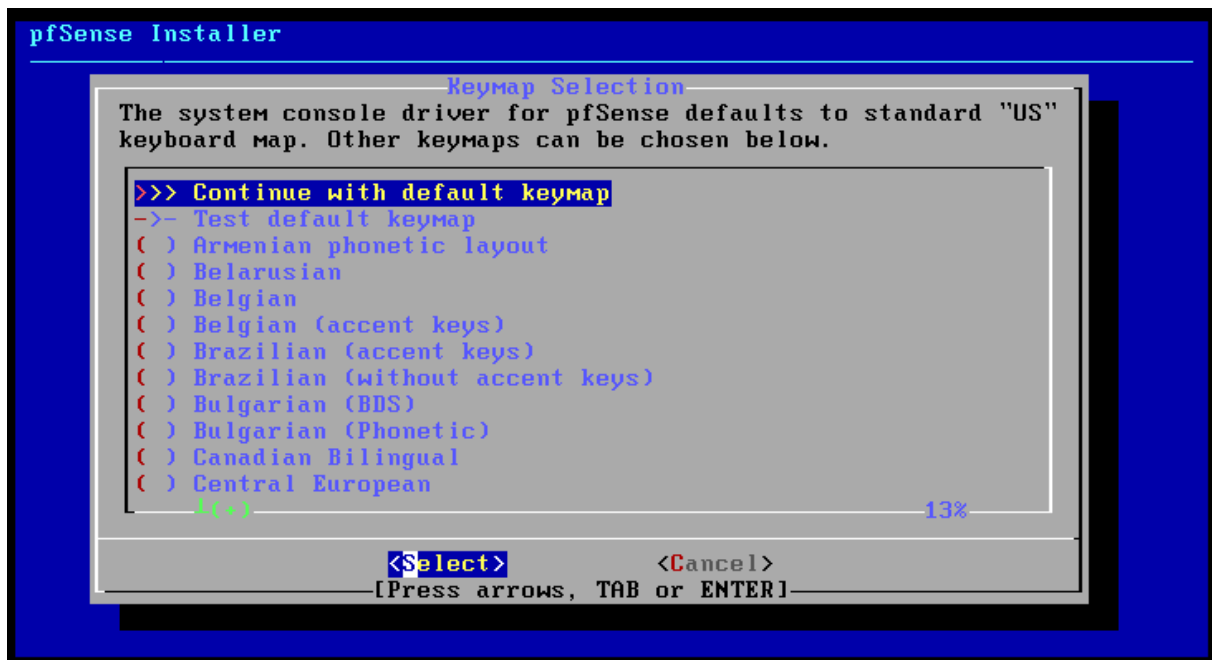 pfSense Installer
Keymap Selection
The system console driver for pfSense defaults to standard "US"
keyboard map. Other keymaps can be chosen below.
>>> Continue with default keymap
->- Test default keymap
( ) Armenian phonetic layout
( ) Belarusian
( ) Belgian
( ) Belgian (accent keys)
( ) Brazilian (accent keys)
( ) Brazilian (without accent keys)
( ) Bulgarian (BDS)
( ) Bulgarian (Phonetic)
( ) Canadian Bilingual
( ) Central European
┴(+) 13%
<Select> <Cancel>
[Press arrows, TAB or ENTER]